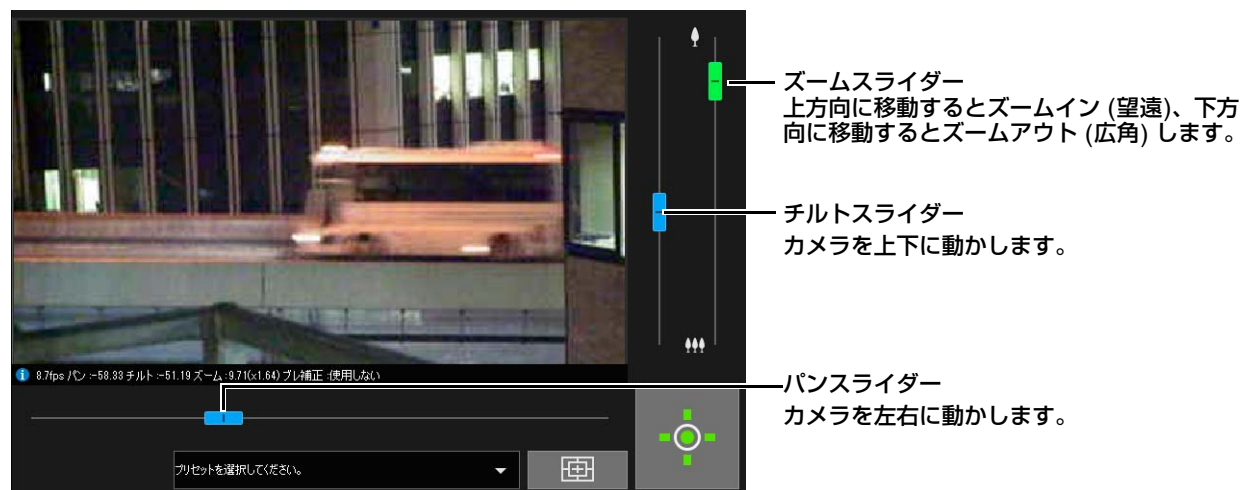 ズームスライダー
上方向に移動するとズームイン (望遠)、下方
向に移動するとズームアウト (広角) します。
チルトスライダー
カメラを上下に動かします。
8.7fps パン :-58.33 チルト :-51.19 ズーム :9.71(x1.64) ブレ補正 :使用しない
パンスライダー
カメラを左右に動かします。
プリセットを選択してください。